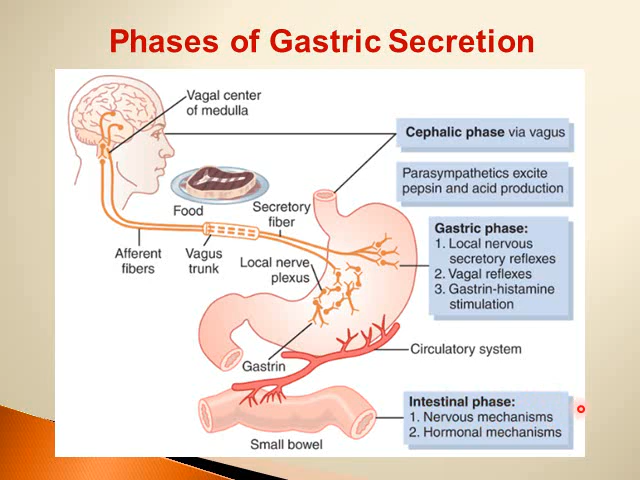 Phases of Gastric Secretion
Vagal center
of medulla
Cephalic phase via vagus
Parasympathetics excite
pepsin and acid production
Food
Secretory
fiber
Gastric phase:
1. Local nervous
secretory reflexes
2. Vagal reflexes
3. Gastrin-histamine
stimulation
Afferent
fibers
Vagus
trunk
Local nerve
plexus
Circulatory system
Gastrin
Intestinal phase:
1. Nervous mechanisms
2. Hormonal mechanisms
Small bowel